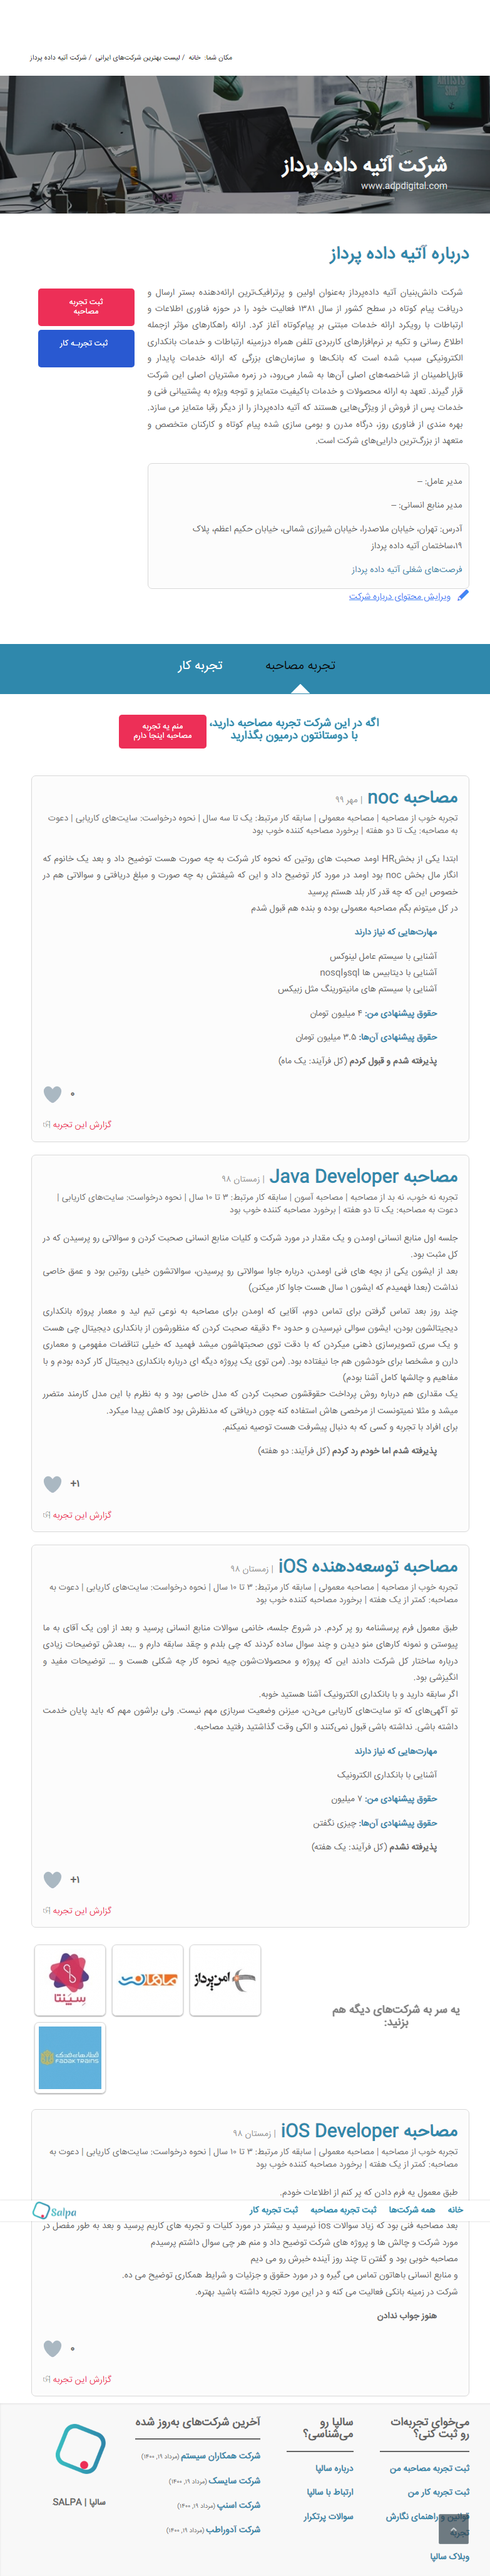 مکان شما: خانه / لیست بهترین شرکت‌های ایرانی / شرکت آتیه داده پرداز
شرکت آتیه داده پرداز
www.adpdigital.com
درباره آتیه داده پرداز
ثبت تجربه
مصاحبه
ثبت تجربـه کار
شرکت دانش‌بنیان آتیه داده‌پرداز به‌عنوان اولین و پرترافیک‌ترین ارائه‌دهنده بستر ارسال و
دریافت پیام کوتاه در سطح کشور از سال ۱۳۸۱ فعالیت خود را در حوزه فناوری اطلاعات و
ارتباطات با رویکرد ارائه خدمات مبتنی بر پیام‌کوتاه آغاز کرد. ارائه راهکارهای مؤثر ازجمله
اطلاع رسانی و تکیه بر نرم‌افزارهای کاربردی تلفن همراه درزمینه ارتباطات و خدمات بانکداری
الکترونیکی سبب شده است که بانک‌ها و سازمان‌های بزرگی که ارائه خدمات پایدار و
قابل‌اطمینان از شاخصه‌های اصلی آن‌ها به شمار می‌رود، در زمره مشتریان اصلی این شرکت
قرار گیرند. تعهد به ارائه محصولات و خدمات باکیفیت متمایز و توجه ویژه به پشتیبانی فنی و
خدمات پس از فروش از ویژگی‌هایی هستند که آتیه داده‌پرداز را از دیگر رقبا متمایز می سازد.
بهره مندی از فناوری روز، درگاه مدرن و بومی سازی شده پیام کوتاه و کارکنان متخصص و
متعهد از بزرگ‌ترین دارایی‌های شرکت است.
مدیر عامل: –
مدیر منابع انسانی: –
آدرس: تهران، خیابان ملاصدرا، خیابان شیرازی شمالی، خیابان حکیم اعظم، پلاک
۱۹،ساختمان آتیه داده پرداز
فرصت‌های شغلی آتیه داده پرداز
ویرایش محتوای درباره شرکت
تجربه مصاحبه
تجربه کار
اگه در این شرکت تجربه مصاحبه دارید،
با دوستانتون درمیون بگذارید
منم یه تجربه
مصاحبه اینجا دارم
مصاحبه noc | مهر ۹۹
تجربه خوب از مصاحبه | مصاحبه معمولی | سابقه کار مرتبط: یک تا سه سال | نحوه درخواست: سایت‌های کاریابی | دعوت
به مصاحبه: یک تا دو هفته | برخورد مصاحبه کننده خوب بود
ابتدا یکی از بخشHR اومد صحبت های روتین که نحوه کار شرکت به چه صورت هست توضیح داد و بعد یک خانوم که
انگار مال بخش noc بود اومد در مورد کار توضیح داد و این که شیفتش به چه صورت و مبلغ دریافتی و سوالاتی هم در
خصوص این که چه قدر کار بلد هستم پرسید
در کل میتونم بگم مصاحبه معمولی بوده و بنده هم قبول شدم
مهارت‌هایی که نیاز دارند
آشنایی با سیستم عامل لینوکس
آشنایی با دیتابیس ها sqlوnosql
آشنایی با سیستم های مانیتورینگ مثل زبیکس
حقوق پیشنهادی من: ۴ میلیون تومان
حقوق پیشنهادی آن‌ها: ۳.۵ میلیون تومان
پذیرفته شدم و قبول کردم (کل فرآیند: یک ماه)
۰
گزارش این تجربه
مصاحبه Java Developer | زمستان ۹۸
تجربه نه خوب، نه بد از مصاحبه | مصاحبه آسون | سابقه کار مرتبط: ۳ تا ۱۰ سال | نحوه درخواست: سایت‌های کاریابی |
دعوت به مصاحبه: یک تا دو هفته | برخورد مصاحبه کننده خوب بود
جلسه اول منابع انسانی اومدن و یک مقدار در مورد شرکت و کلیات منابع انسانی صحبت کردن و سوالاتی رو پرسیدن که در
کل مثبت بود.
بعد از ایشون یکی از بچه های فنی اومدن، درباره جاوا سوالاتی رو پرسیدن، سوالاتشون خیلی روتین بود و عمق خاصی
نداشت (بعدا فهمیدم که ایشون ۱ سال هست جاوا کار میکنن)
چند روز بعد تماس گرفتن برای تماس دوم، آقایی که اومدن برای مصاحبه به نوعی تیم لید و معمار پروژه بانکداری
دیجیتالشون بودن، ایشون سوالی نپرسیدن و حدود ۴۰ دقیقه صحبت کردن که منظورشون از بانکداری دیجیتال چی هست
و یک سری تصویرسازی ذهنی میکردن که با دقت توی صحبتهاشون میشد فهمید که خیلی تناقضات مفهومی و معماری
دارن و مشخصا برای خودشون هم جا نیفتاده بود. (من توی یک پروژه دیگه ای درباره بانکداری دیجیتال کار کرده بودم و با
مفاهیم و چالشها کامل آشنا بودم)
یک مقداری هم درباره روش پرداخت حقوقشون صحبت کردن که مدل خاصی بود و به نظرم با این مدل کارمند متضرر
میشد و مثلا نمیتونست از مرخصی هاش استفاده کنه چون دریافتی که مدنظرش بود کاهش پیدا میکرد.
برای افراد با تجربه و کسی که به دنبال پیشرفت هست توصیه نمیکنم.
پذیرفته شدم اما خودم رد کردم (کل فرآیند: دو هفته)
+۱
گزارش این تجربه
مصاحبه توسعه‌دهنده iOS | زمستان ۹۸
تجربه خوب از مصاحبه | مصاحبه معمولی | سابقه کار مرتبط: ۳ تا ۱۰ سال | نحوه درخواست: سایت‌های کاریابی | دعوت به
مصاحبه: کمتر از یک هفته | برخورد مصاحبه کننده خوب بود
طبق معمول فرم پرسشنامه رو پر کردم. در شروع جلسه، خانمی سوالات منابع انسانی پرسید و بعد از اون یک آقای به ما
پیوستن و نمونه کارهای منو دیدن و چند سوال ساده کردند که چی بلدم و چقد سابقه دارم و …، بعدش توضیحات زیادی
درباره ساختار کل شرکت دادند این که پروژه و محصولات‌شون چیه نحوه کار چه شکلی هست و … توضیحات مفید و
انگیزشی بود.
اگر سابقه دارید و با بانکداری الکترونیک آشنا هستید خوبه.
تو آگهی‌های که تو سایت‌های کاریابی می‌دن، میزنن وضعیت سربازی مهم نیست. ولی براشون مهم که باید پایان خدمت
داشته باشی. نداشته باشی قبول نمی‌کنند و الکی وقت گذاشتید رفتید مصاحبه.
مهارت‌هایی که نیاز دارند
آشنایی با بانکداری الکترونیک
حقوق پیشنهادی من: ۷ میلیون
حقوق پیشنهادی آن‌ها: چیزی نگفتن
پذیرفته نشدم (کل فرآیند: یک هفته)
+۱
گزارش این تجربه
یه سر به شرکت‌های دیگه هم
بزنید:
امن‌پرداز
ماهان نت
سپنتا
FADAK TRAINS
مصاحبه iOS Developer | زمستان ۹۸
تجربه خوب از مصاحبه | مصاحبه معمولی | سابقه کار مرتبط: ۳ تا ۱۰ سال | نحوه درخواست: سایت‌های کاریابی | دعوت به
مصاحبه: کمتر از یک هفته | برخورد مصاحبه کننده خوب بود
طبق معمول یه فرم دادن که پر کنم از اطلاعات خودم.
خانه همه شرکت‌ها ثبت تجربه مصاحبه ثبت تجربه کار
Salpa
بعد مصاحبه فنی بود که زیاد سوالات ios نپرسید و بیشتر در مورد کلیات و تجربه های کاریم پرسید و بعد به طور مفصل در
مورد شرکت و چالش ها و پروژه های شرکت توضیح داد و منم هر چی سوال داشتم پرسیدم
مصاحبه خوبی بود و گفتن تا چند روز آینده خبرش رو می دیم
و منابع انسانی باهاتون تماس می گیره و در مورد حقوق و جزئیات و شرایط همکاری توضیح می ده.
شرکت در زمینه بانکی فعالیت می کنه و در این مورد تجربه داشته باشید بهتره.
هنوز جواب ندادن
۰
گزارش این تجربه
می‌خوای تجربه‌ات
رو ثبت کنی؟
ثبت تجربه مصاحبه من
ثبت تجربه کار من
قوانین و راهنمای نگارش
تجربه
وبلاگ سالپا
سالپا رو
می‌شناسی؟
درباره سالپا
ارتباط با سالپا
سوالات پرتکرار
آخرین شرکت‌های به‌روز شده
شرکت همکاران سیستم (مرداد ۱۹, ۱۴۰۰)
شرکت سایسک (مرداد ۱۹, ۱۴۰۰)
شرکت اسنپ (مرداد ۱۹, ۱۴۰۰)
شرکت آدوراطب (مرداد ۱۹, ۱۴۰۰)
سالپا | SALPA